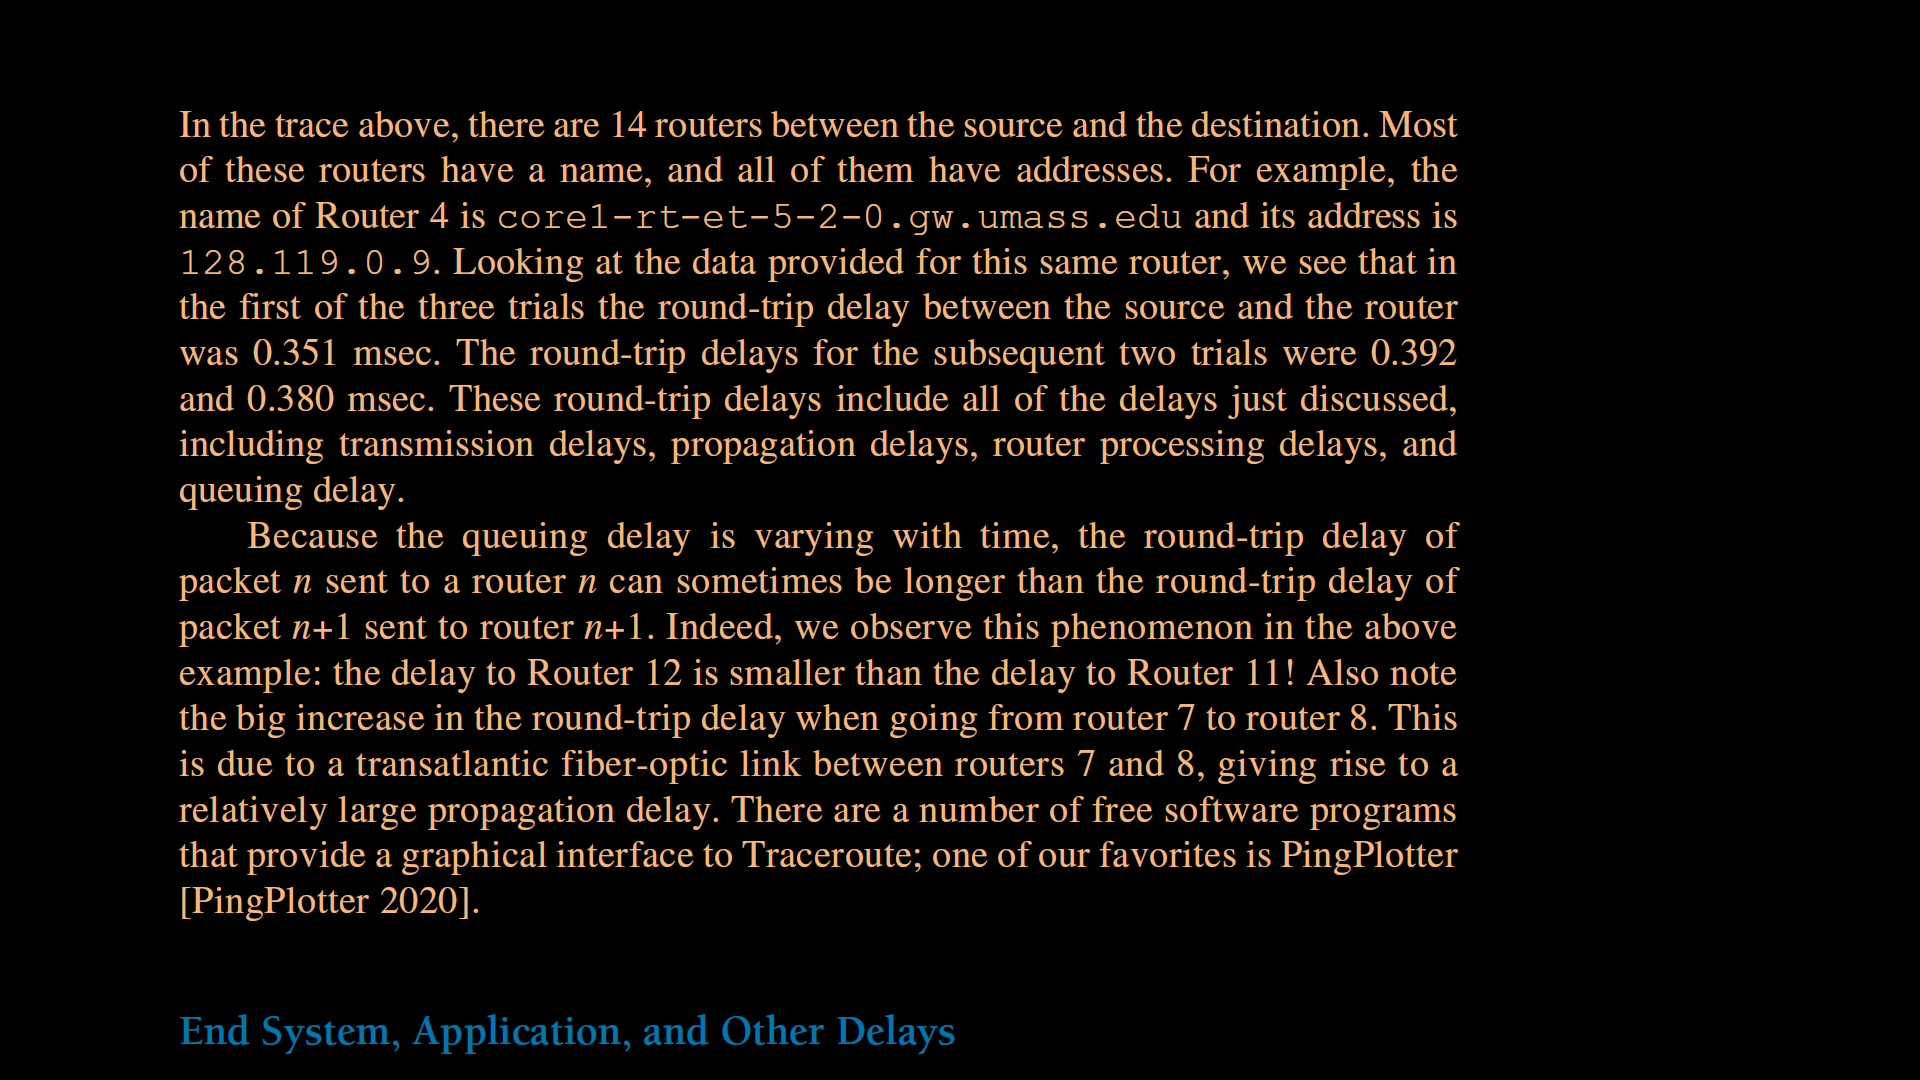 In the trace above, there are 14 routers between the source and the destination. Most
of these routers have a name, and all of them have addresses. For example, the
name of Router 4 is core1-rt-et-5-2-0.gw.umass.edu and its address is
128.119.0.9. Looking at the data provided for this same router, we see that in
the first of the three trials the round-trip delay between the source and the router
was 0.351 msec. The round-trip delays for the subsequent two trials were 0.392
and 0.380 msec. These round-trip delays include all of the delays just discussed,
including transmission delays, propagation delays, router processing delays, and
queuing delay.
Because the queuing delay is varying with time, the round-trip delay of
packet n sent to a router n can sometimes be longer than the round-trip delay of
packet n+1 sent to router n+1. Indeed, we observe this phenomenon in the above
example: the delay to Router 12 is smaller than the delay to Router 11! Also note
the big increase in the round-trip delay when going from router 7 to router 8. This
is due to a transatlantic fiber-optic link between routers 7 and 8, giving rise to a
relatively large propagation delay. There are a number of free software programs
that provide a graphical interface to Traceroute; one of our favorites is PingPlotter
[PingPlotter 2020].
End System, Application, and Other Delays